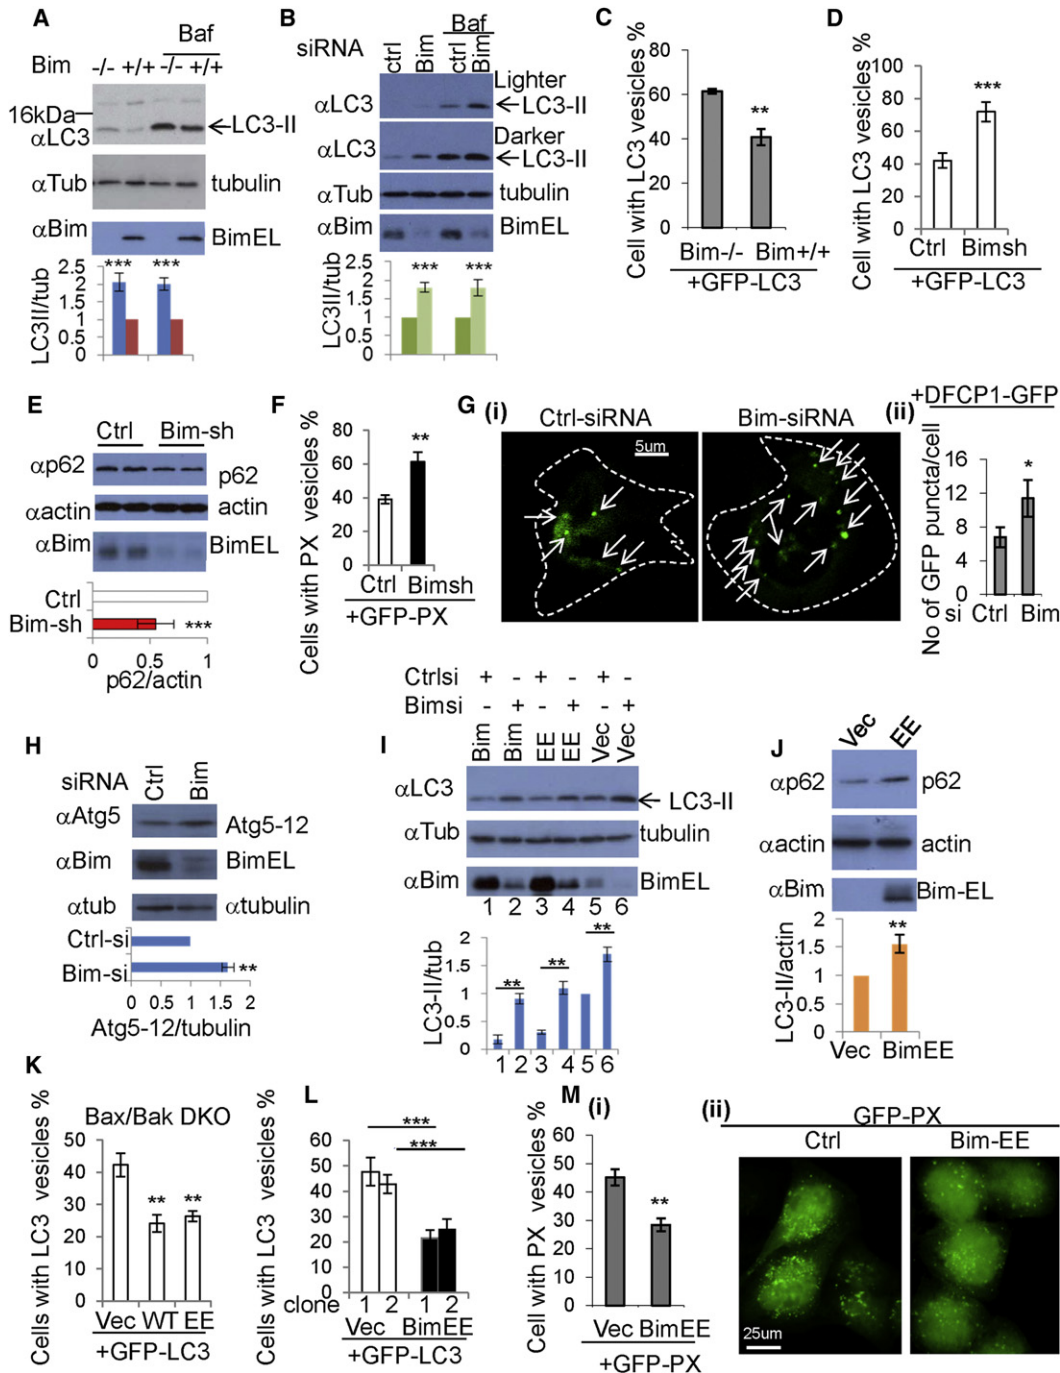 A
Baf
Bim -/- +/+ -/- +/+
16kDa
αLC3
←LC3-II
αTub
tubulin
αBim
BimEL
LC3II/tub
2.5
2
1.5
1
0.5
0
*** ***
B
siRNA
Baf
ctrl Bim ctrl Bim
Lighter
αLC3
←LC3-II
Darker
αLC3
←LC3-II
αTub
tubulin
αBim
BimEL
LC3II/tub
2.5
2
1.5
1
0.5
0
*** ***
C
Cell with LC3 vesicles %
80
60
40
20
0
**
Bim-/- Bim+/+
+GFP-LC3
D
Cell with LC3 vesicles %
100
80
60
40
20
0
***
Ctrl Bimsh
+GFP-LC3
E
Ctrl Bim-sh
αp62
p62
αactin
actin
αBim
BimEL
Ctrl
Bim-sh
***
0 0.5 1
p62/actin
F
Cells with PX vesicles %
80
60
40
20
0
**
Ctrl Bimsh
+GFP-PX
G
(i)
Ctrl-siRNA
5um
Bim-siRNA
(ii)
+DFCP1-GFP
No of GFP puncta/cell
16
12
8
4
0
*
si Ctrl Bim
H
siRNA
Ctrl Bim
αAtg5
Atg5-12
αBim
BimEL
αtub
αtubulin
Ctrl-si
Bim-si
**
0 0.5 1 1.5 2
Atg5-12/tubulin
I
Ctrlsi + - + - + -
Bimsi - + - + - +
Bim Bim EE EE Vec Vec
αLC3
← LC3-II
αTub
tubulin
αBim
BimEL
1 2 3 4 5 6
LC3-II/tub
2
1.5
1
0.5
0
** ** **
1 2 3 4 5 6
J
Vec EE
αp62
p62
αactin
actin
αBim
Bim-EL
LC3-II/actin
2
1.5
1
0.5
0
**
Vec BimEE
K
Bax/Bak DKO
Cells with LC3 vesicles %
50
40
30
20
10
0
** **
Vec WT EE
+GFP-LC3
L
Cells with LC3 vesicles %
60
50
40
30
20
10
0
***
***
clone 1 2 1 2
Vec BimEE
+GFP-LC3
M
(i)
Cell with PX vesicles %
60
50
40
30
20
10
0
**
Vec BimEE
+GFP-PX
(ii)
GFP-PX
Ctrl
Bim-EE
25um